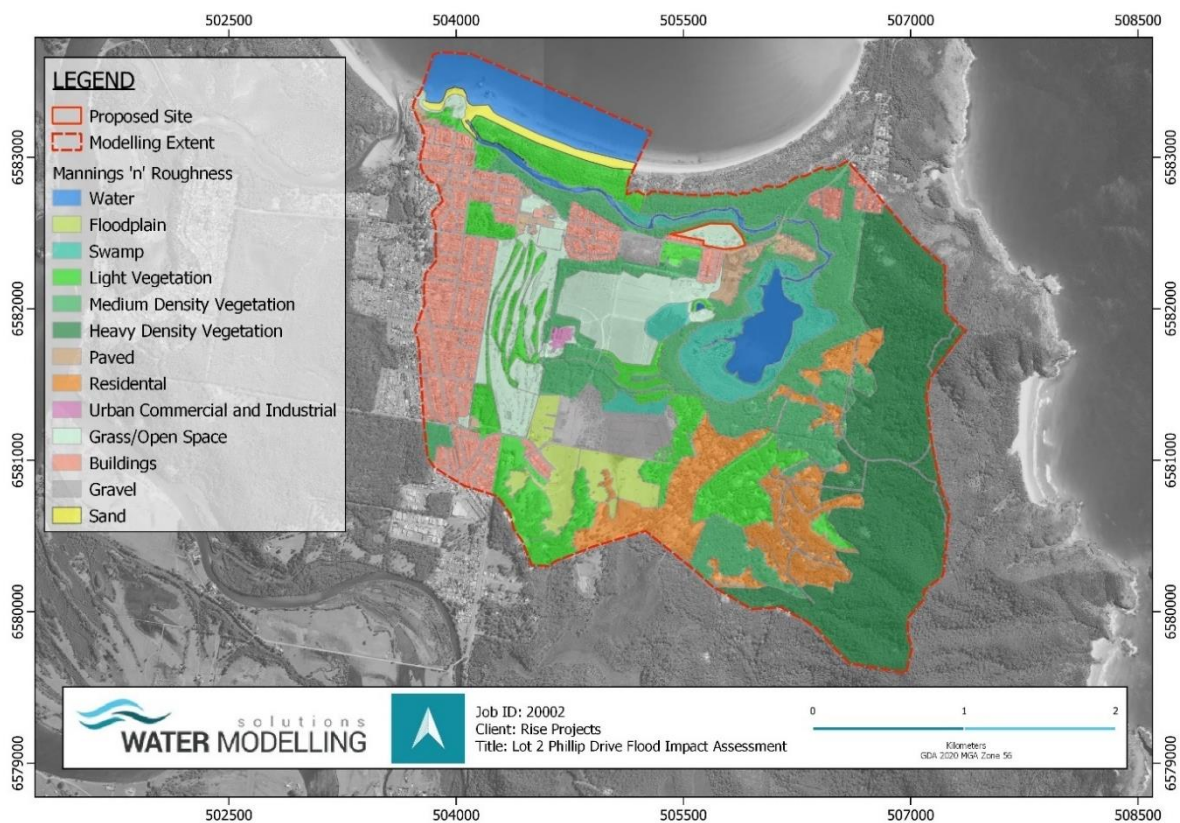 502500 504000 505500 507000 508500
LEGEND
Proposed Site
Modelling Extent
Mannings 'n' Roughness
Water
Floodplain
Swamp
Light Vegetation
Medium Density Vegetation
Heavy Density Vegetation
Paved
Residental
Urban Commercial and Industrial
Grass/Open Space
Buildings
Gravel
Sand
6583000
6582000
6581000
6580000
6579000
6583000
6582000
6581000
6580000
6579000
solutions
WATER MODELLING
Job ID: 20002
Client: Rise Projects
Title: Lot 2 Phillip Drive Flood Impact Assessment
0 1 2
Kilometers
GDA 2020 MGA Zone 56
502500 504000 505500 507000 508500